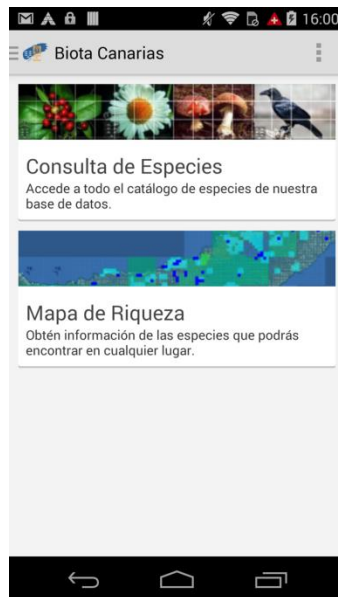 16:00
Biota Canarias
Consulta de Especies
Accede a todo el catálogo de especies de nuestra
base de datos.
Mapa de Riqueza
Obtén información de las especies que podrás
encontrar en cualquier lugar.